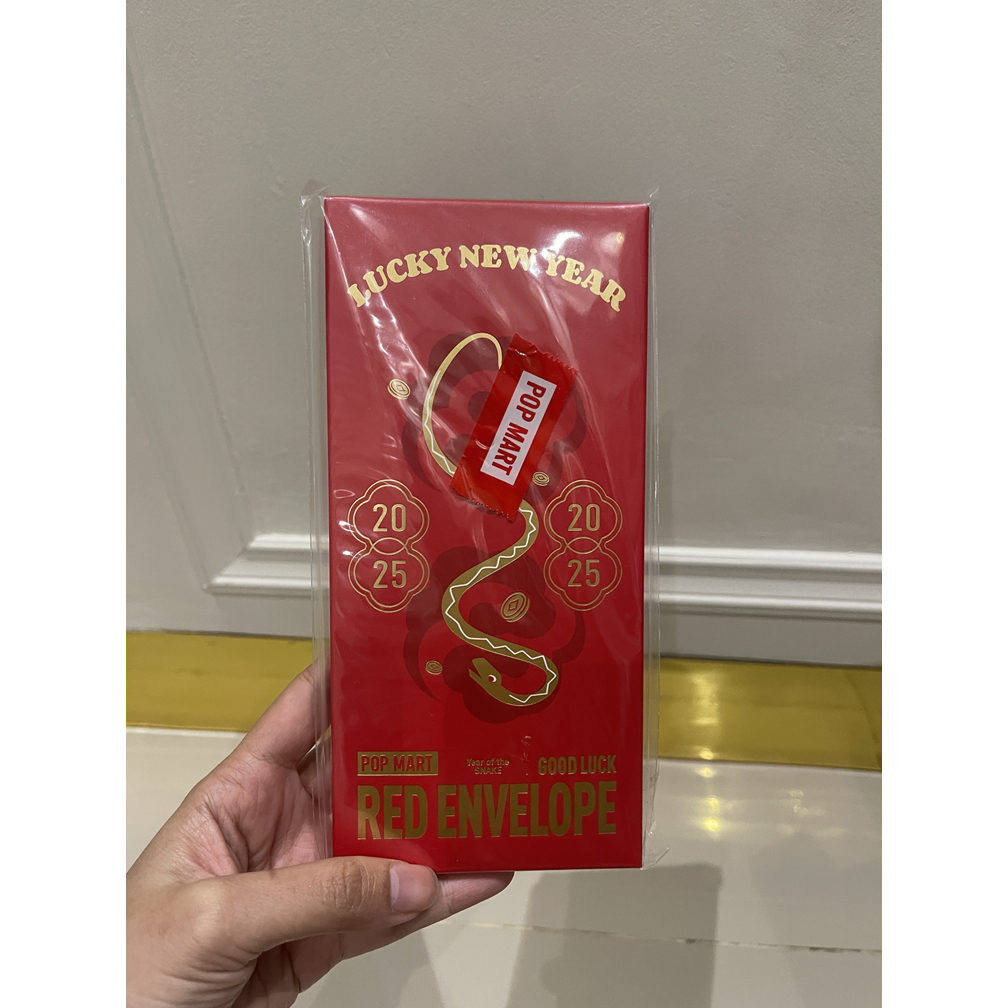 LUCKY NEW YEAR
POP MART
20
25
20
25
POP MART
Year of the
SNAKE
GOOD LUCK
RED ENVELOPE